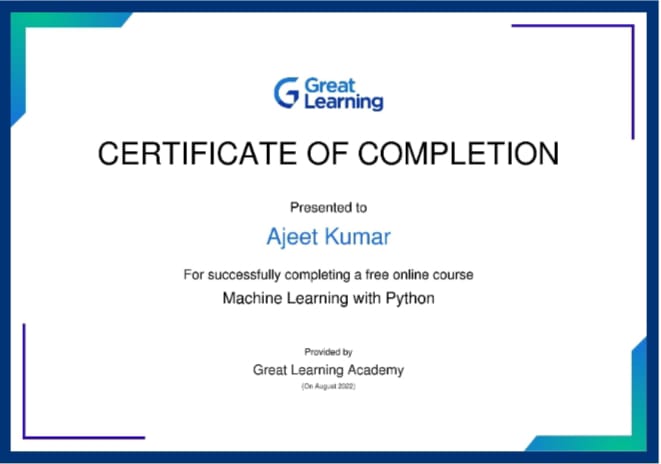 Great
Learning
CERTIFICATE OF COMPLETION
Presented to
Ajeet Kumar
For successfully completing a free online course
Machine Learning with Python
Provided by
Great Learning Academy
(On August 2022)